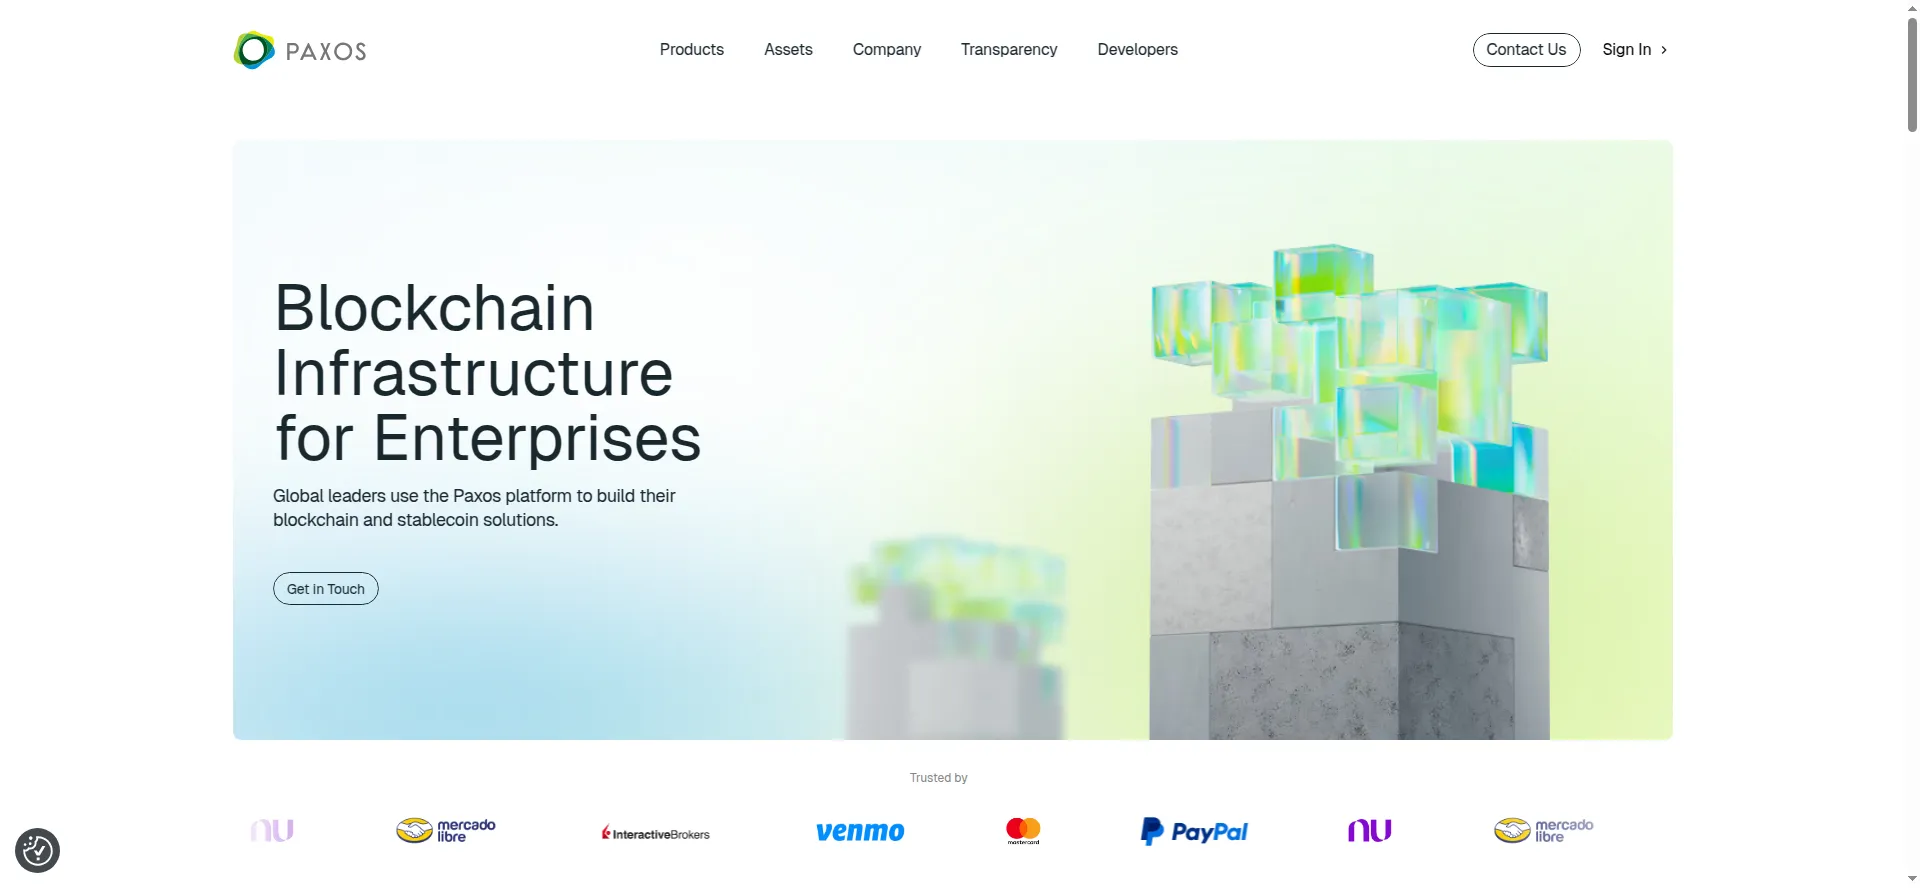 PAXOS
Products
Assets
Company
Transparency
Developers
Contact Us
Sign In
Blockchain
Infrastructure
for Enterprises
Global leaders use the Paxos platform to build their
blockchain and stablecoin solutions.
Get in Touch
Trusted by
nu
mercado
libre
InteractiveBrokers
venmo
mastercard
PayPal
nu
mercado
libre